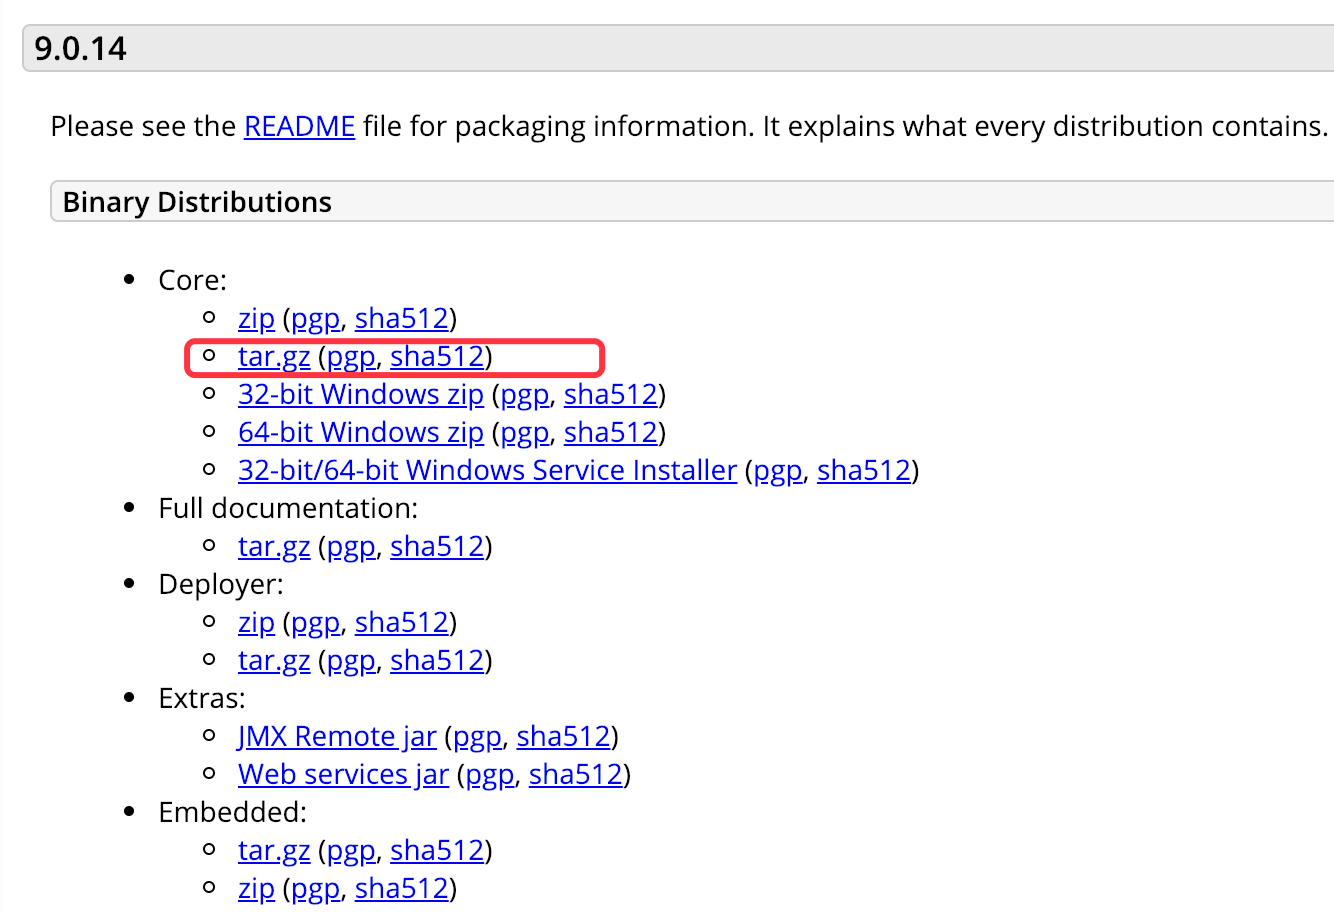 9.0.14
Please see the README file for packaging information. It explains what every distribution contains.
Binary Distributions
Core:
zip (pgp, sha512)
tar.gz (pgp, sha512)
32-bit Windows zip (pgp, sha512)
64-bit Windows zip (pgp, sha512)
32-bit/64-bit Windows Service Installer (pgp, sha512)
Full documentation:
tar.gz (pgp, sha512)
Deployer:
zip (pgp, sha512)
tar.gz (pgp, sha512)
Extras:
JMX Remote jar (pgp, sha512)
Web services jar (pgp, sha512)
Embedded:
tar.gz (pgp, sha512)
zip (pgp, sha512)